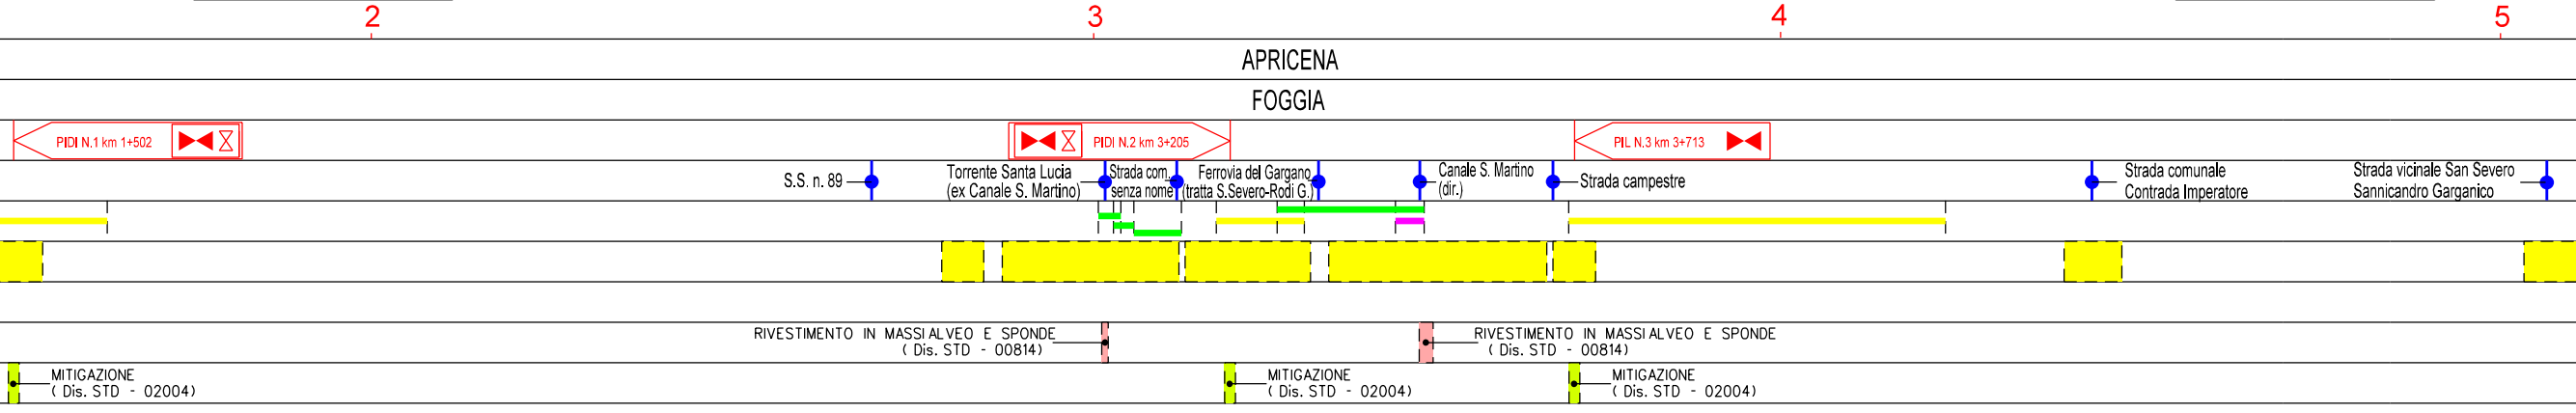 2
3
4
5
APRICENA
FOGGIA
PIDI N.1 km 1+502
PIDI N.2 km 3+205
PIL N.3 km 3+713
S.S. n. 89
Torrente Santa Lucia
(ex Canale S. Martino)
Strada com.
senza nome
Ferrovia del Gargano
(tratta S.Severo-Rodi G.)
Canale S. Martino
(dir.)
Strada campestre
Strada comunale
Contrada Imperatore
Strada vicinale San Severo
Sannicandro Garganico
RIVESTIMENTO IN MASSI ALVEO E SPONDE
( Dis. STD - 00814)
RIVESTIMENTO IN MASSI ALVEO E SPONDE
( Dis. STD - 00814)
MITIGAZIONE
( Dis. STD - 02004)
MITIGAZIONE
( Dis. STD - 02004)
MITIGAZIONE
( Dis. STD - 02004)